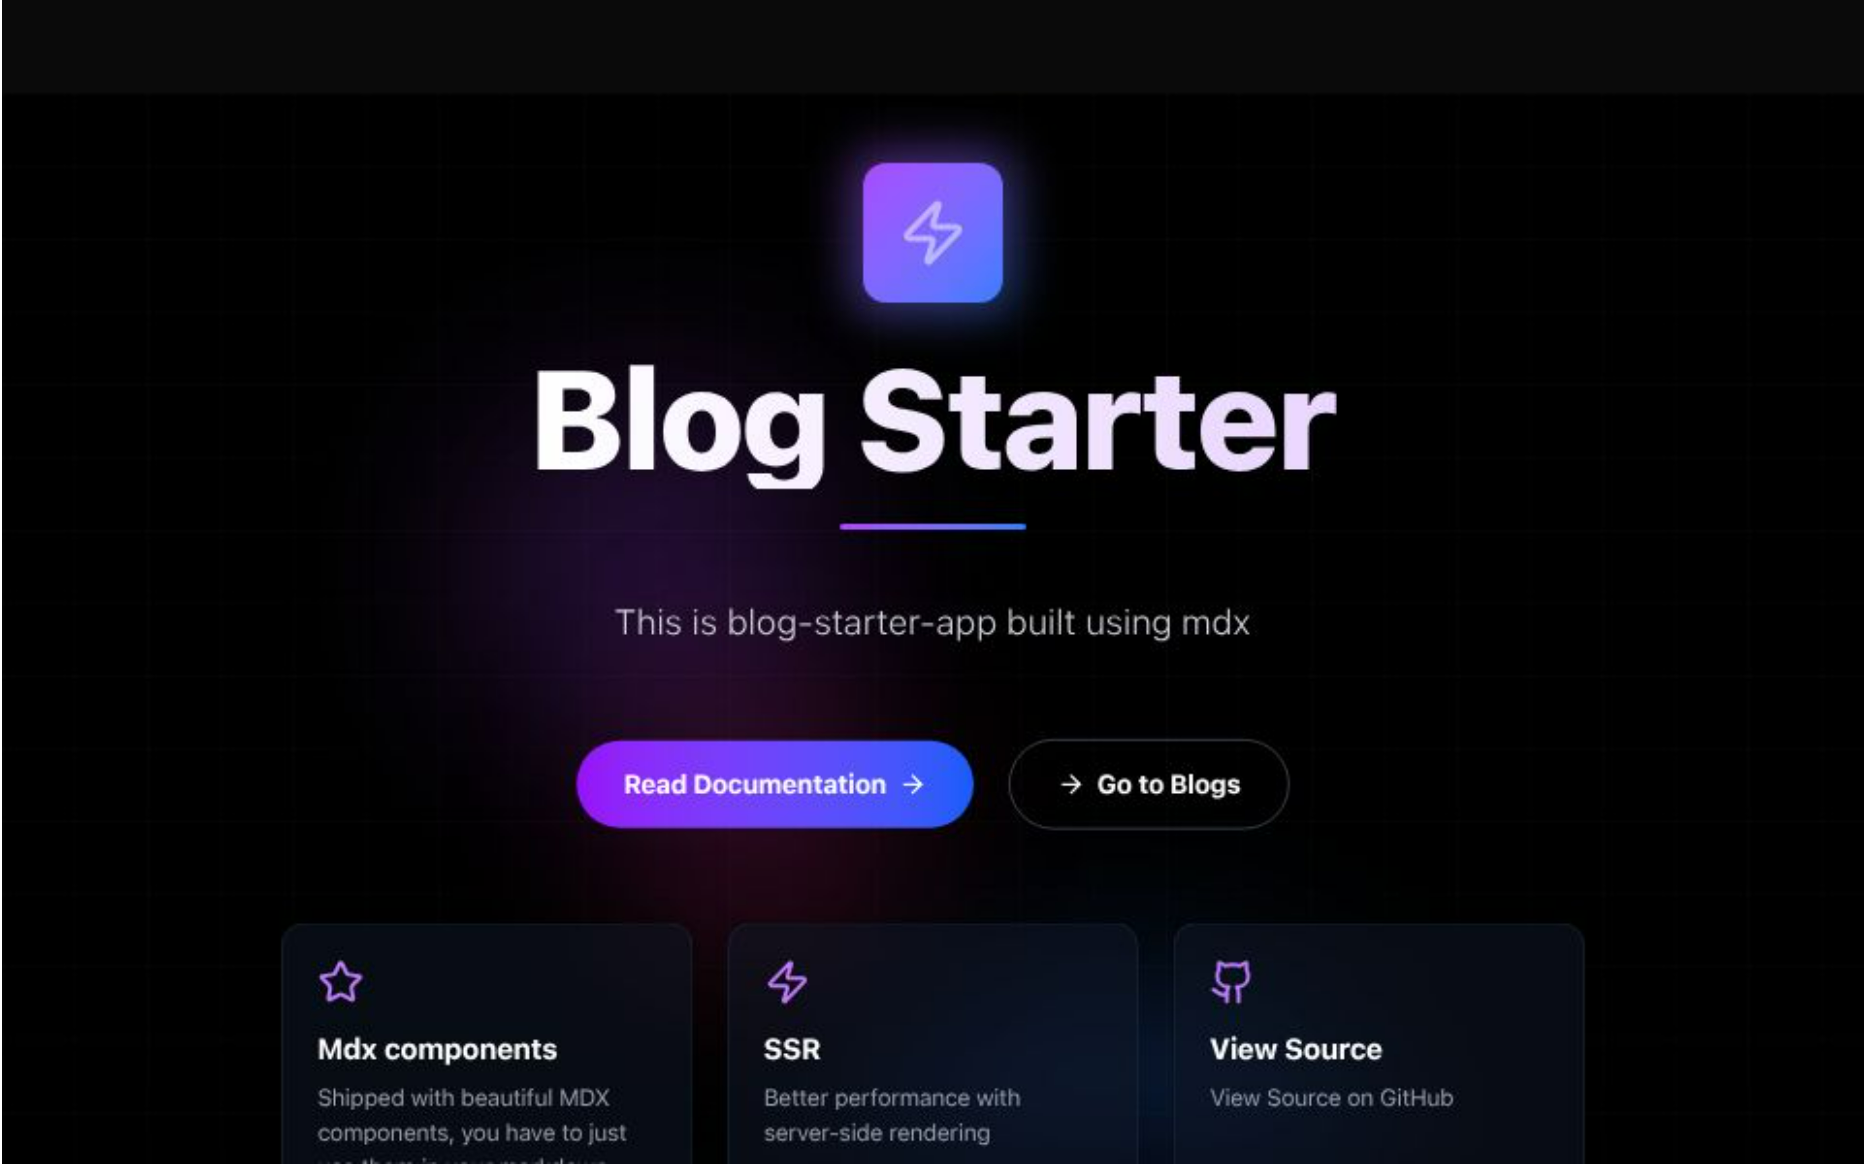 Blog Starter
This is blog-starter-app built using mdx
Read Documentation →
→ Go to Blogs
Mdx components
Shipped with beautiful MDX
components, you have to just
SSR
Better performance with
server-side rendering
View Source
View Source on GitHub